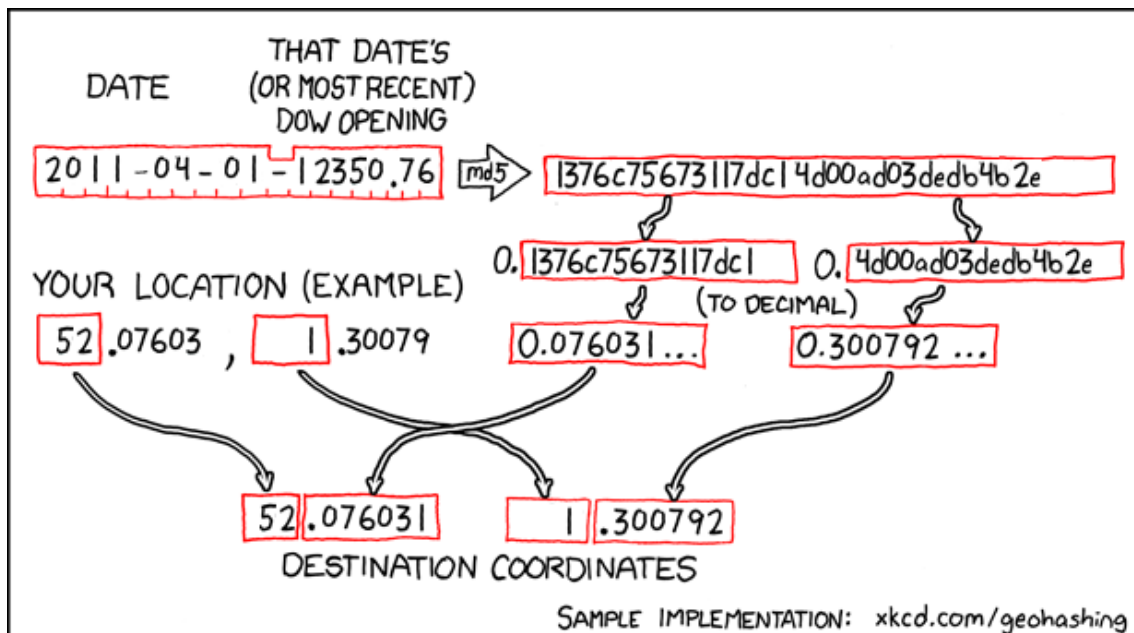 DATE
THAT DATE'S
(OR MOST RECENT)
DOW OPENING
2011-04-01-12350.76
md5
1376c75673117dc14d00ad03dedb4b2e
0. 1376c75673117dc1
0. 4d00ad03dedb4b2e
(TO DECIMAL)
YOUR LOCATION (EXAMPLE)
52.07603, 1.30079
0.076031...
0.300792...
52.076031
1.300792
DESTINATION COORDINATES
SAMPLE IMPLEMENTATION: xkcd.com/geohashing